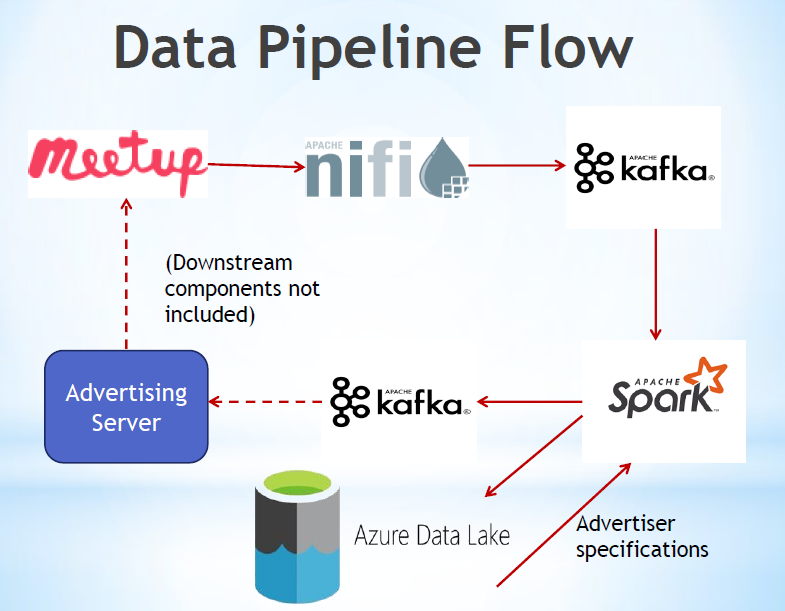 Data Pipeline Flow
meetup
APACHE
nifi
APACHE
kafka®
(Downstream
components not
included)
Advertising
Server
APACHE
kafka®
APACHE
Spark™
Azure Data Lake
Advertiser
specifications